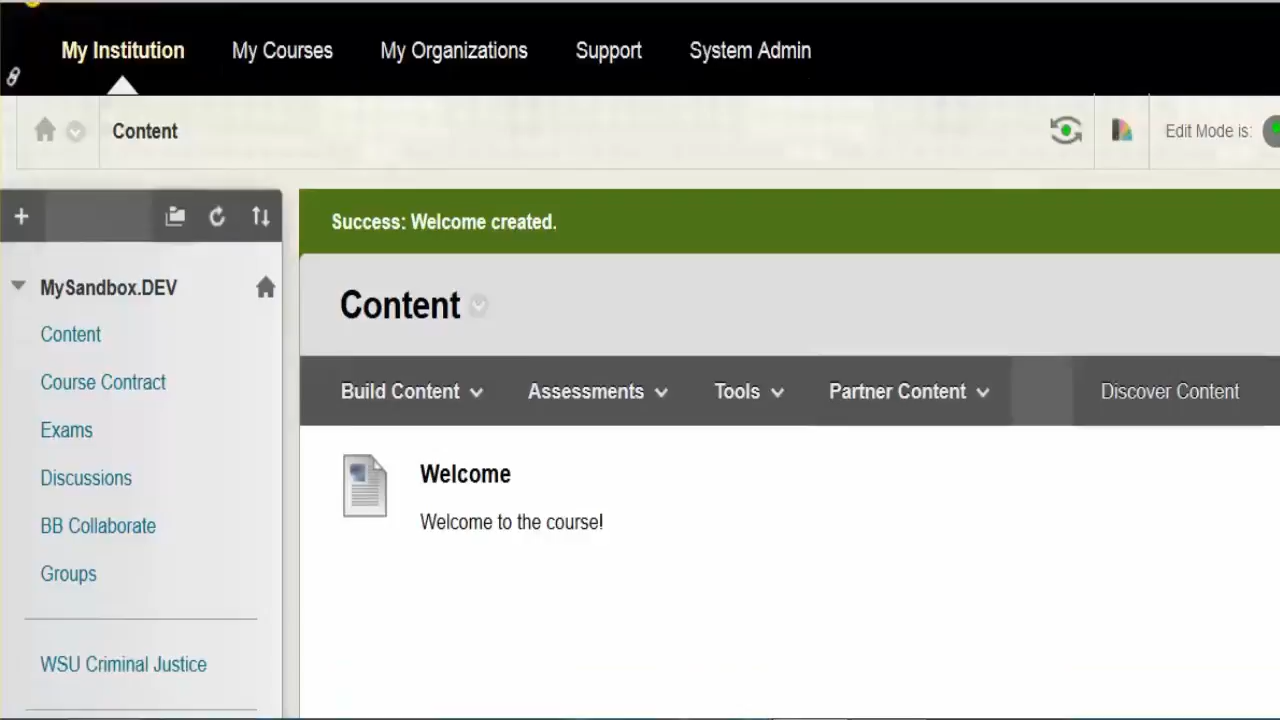 My Institution My Courses My Organizations Support System Admin
Content Edit Mode is:
Success: Welcome created.
MySandbox.DEV
Content
Course Contract
Exams
Discussions
BB Collaborate
Groups
WSU Criminal Justice
Content
Build Content Assessments Tools Partner Content Discover Content
Welcome
Welcome to the course!